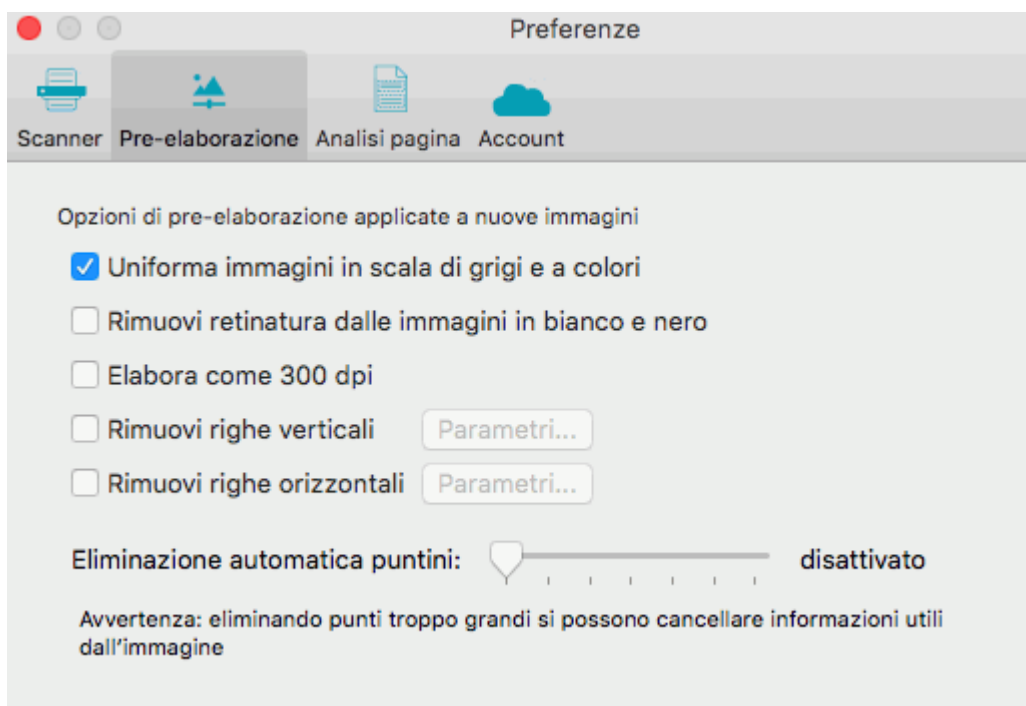 Preferenze
Scanner Pre-elaborazione Analisi pagina Account
Opzioni di pre-elaborazione applicate a nuove immagini
Uniforma immagini in scala di grigi e a colori
Rimuovi retinatura dalle immagini in bianco e nero
Elabora come 300 dpi
Rimuovi righe verticali Parametri...
Rimuovi righe orizzontali Parametri...
Eliminazione automatica puntini: disattivato
Avvertenza: eliminando punti troppo grandi si possono cancellare informazioni utili
dall'immagine